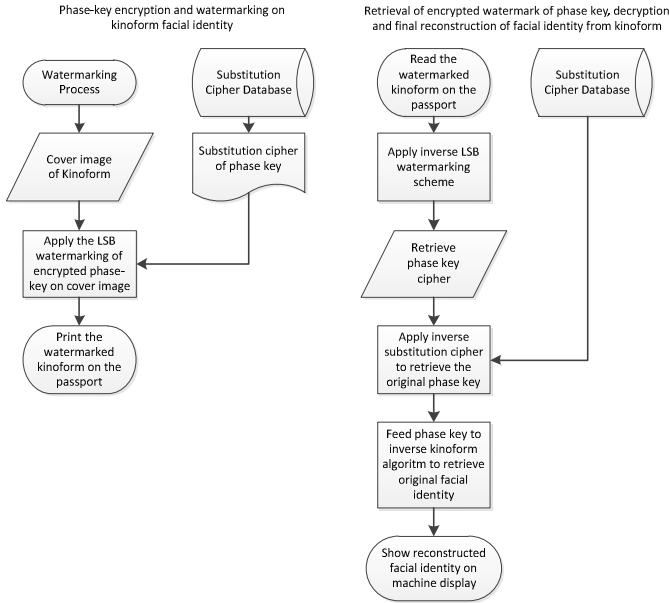 Phase-key encryption and watermarking on
kinoform facial identity
Watermarking
Process
Substitution
Cipher Database
Cover image
of Kinoform
Substitution cipher
of phase key
Apply the LSB
watermarking of
encrypted phase-
key on cover image
Print the
watermarked
kinoform on the
passport
Retrieval of encrypted watermark of phase key, decryption
and final reconstruction of facial identity from kinoform
Read the
watermarked
kinoform on the
passport
Substitution
Cipher Database
Apply inverse LSB
watermarking
scheme
Retrieve
phase key
cipher
Apply inverse
substitution cipher
to retrieve the
original phase key
Feed phase key to
inverse kinoform
algoritm to retrieve
original facial
identity
Show reconstructed
facial identity on
machine display